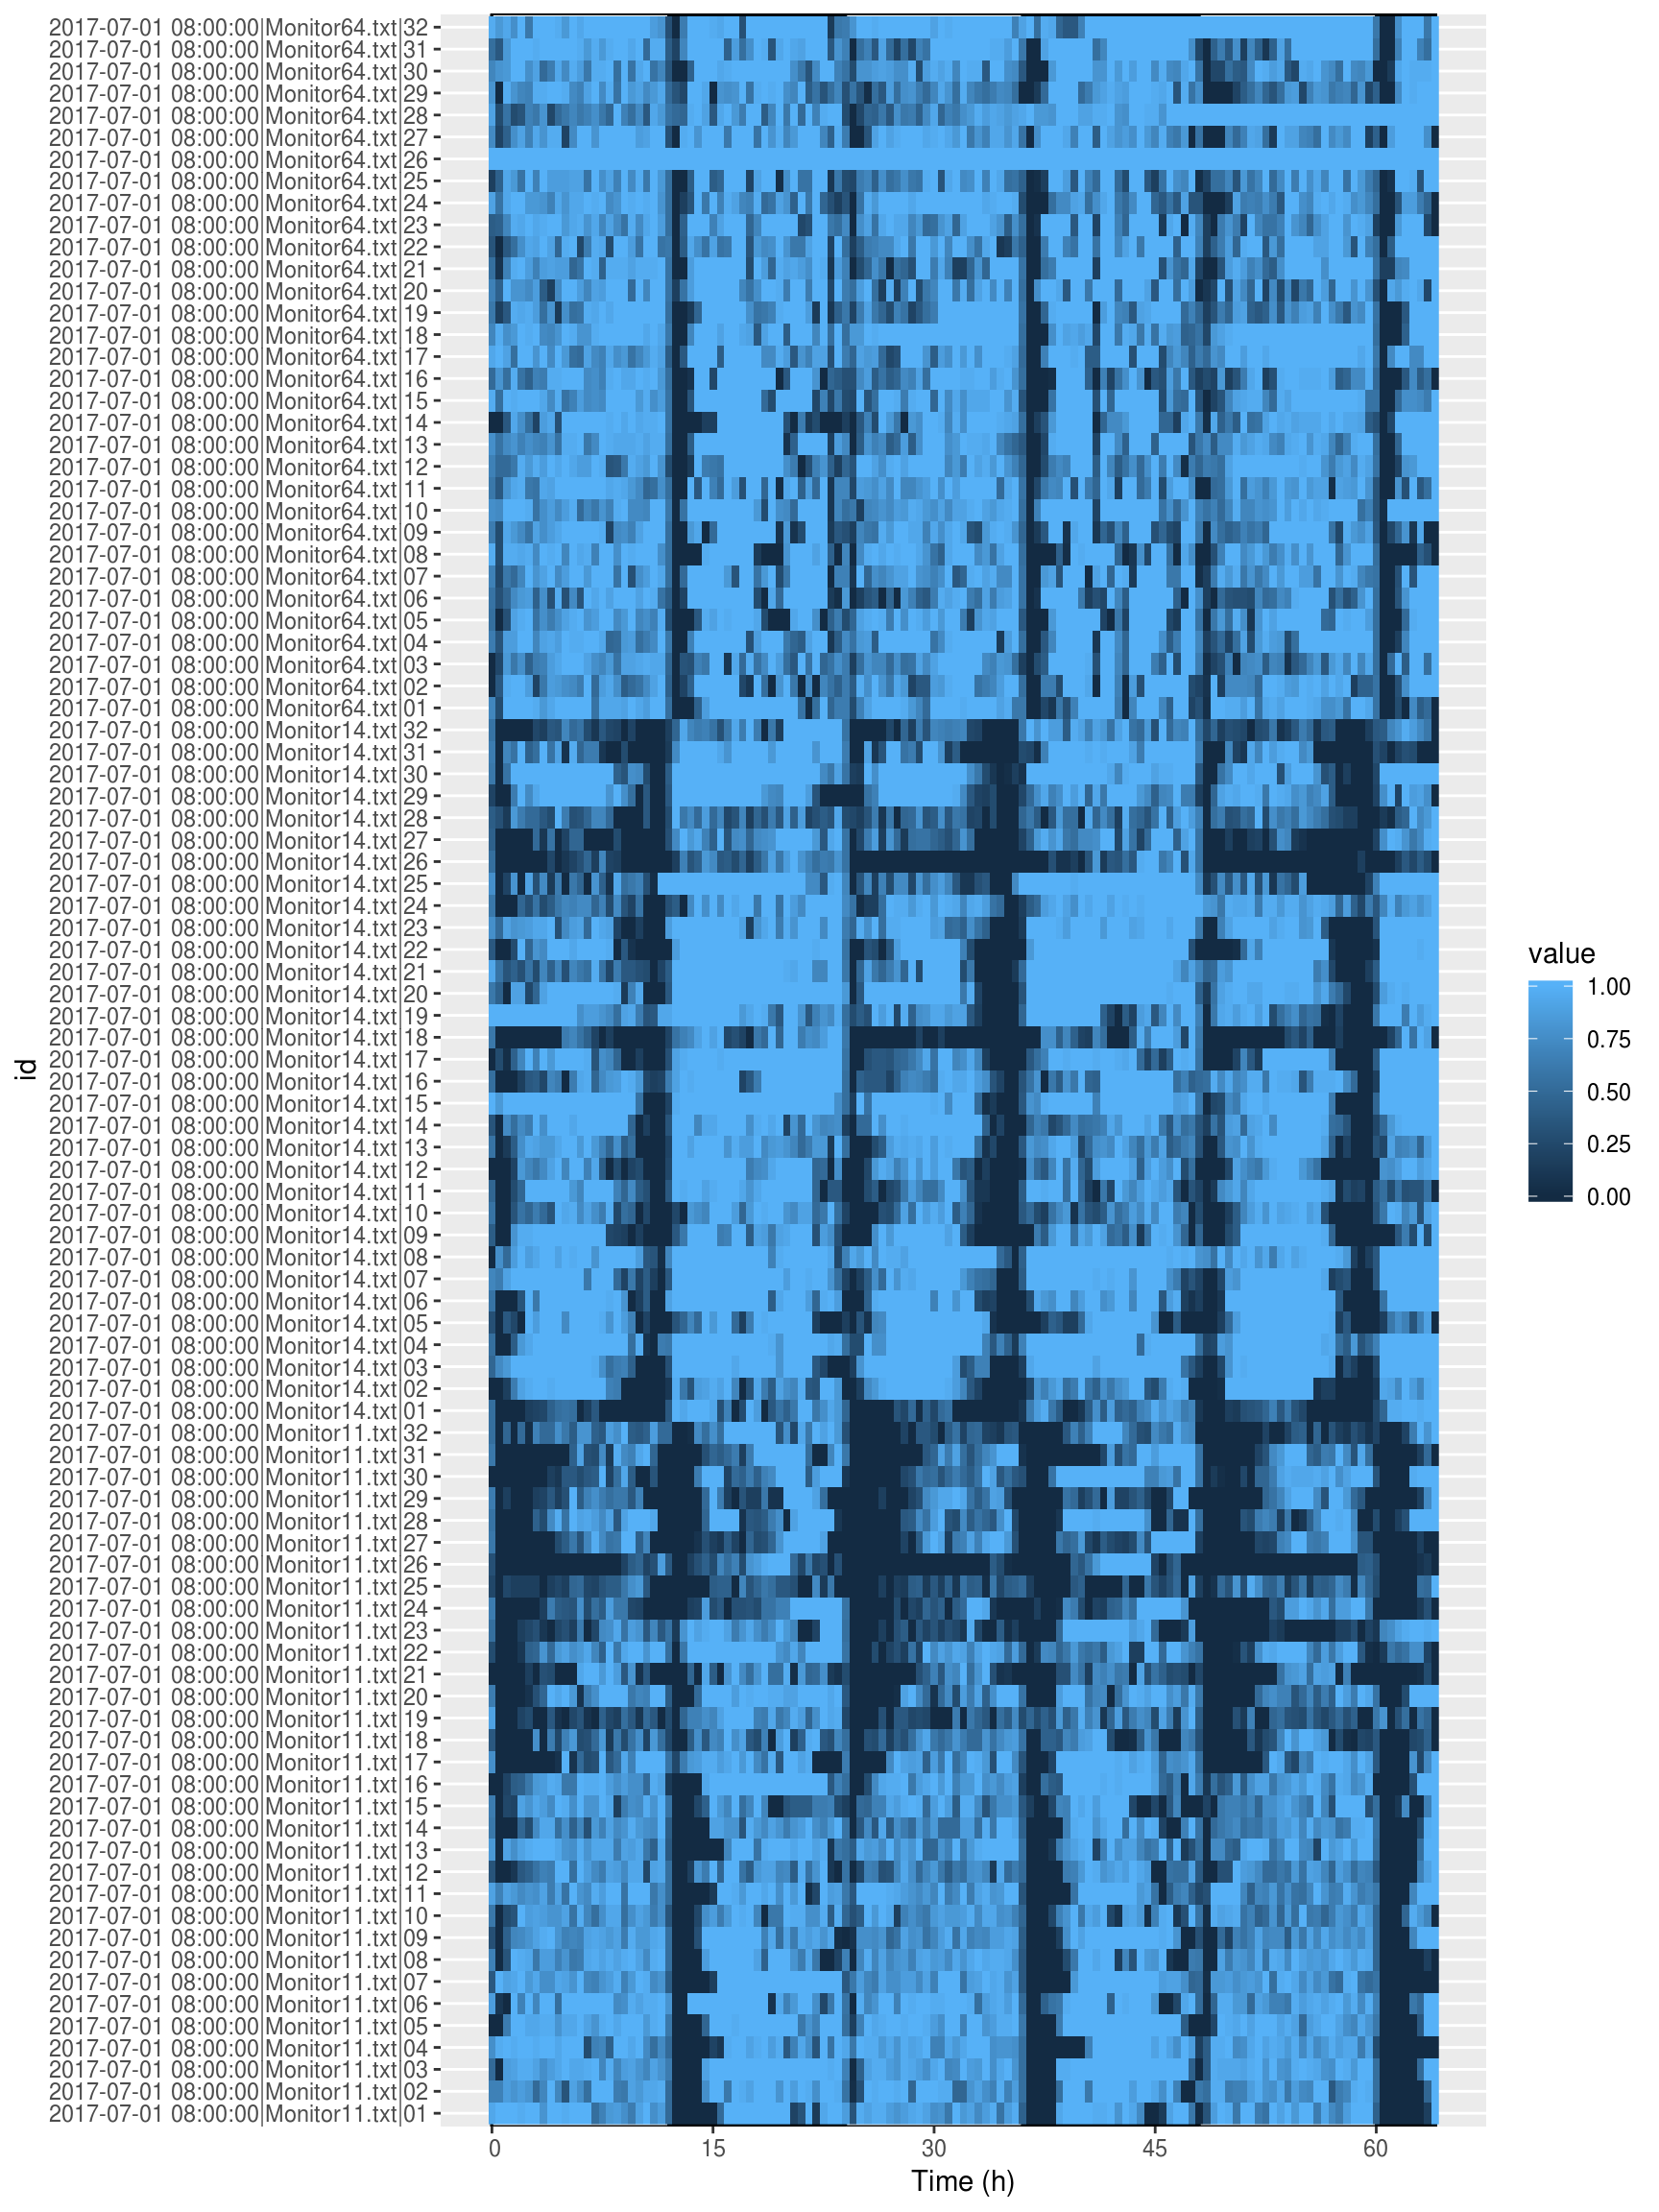 2017-07-01 08:00:00|Monitor64.txt|32
2017-07-01 08:00:00|Monitor64.txt|31
2017-07-01 08:00:00|Monitor64.txt|30
2017-07-01 08:00:00|Monitor64.txt|29
2017-07-01 08:00:00|Monitor64.txt|28
2017-07-01 08:00:00|Monitor64.txt|27
2017-07-01 08:00:00|Monitor64.txt|26
2017-07-01 08:00:00|Monitor64.txt|25
2017-07-01 08:00:00|Monitor64.txt|24
2017-07-01 08:00:00|Monitor64.txt|23
2017-07-01 08:00:00|Monitor64.txt|22
2017-07-01 08:00:00|Monitor64.txt|21
2017-07-01 08:00:00|Monitor64.txt|20
2017-07-01 08:00:00|Monitor64.txt|19
2017-07-01 08:00:00|Monitor64.txt|18
2017-07-01 08:00:00|Monitor64.txt|17
2017-07-01 08:00:00|Monitor64.txt|16
2017-07-01 08:00:00|Monitor64.txt|15
2017-07-01 08:00:00|Monitor64.txt|14
2017-07-01 08:00:00|Monitor64.txt|13
2017-07-01 08:00:00|Monitor64.txt|12
2017-07-01 08:00:00|Monitor64.txt|11
2017-07-01 08:00:00|Monitor64.txt|10
2017-07-01 08:00:00|Monitor64.txt|09
2017-07-01 08:00:00|Monitor64.txt|08
2017-07-01 08:00:00|Monitor64.txt|07
2017-07-01 08:00:00|Monitor64.txt|06
2017-07-01 08:00:00|Monitor64.txt|05
2017-07-01 08:00:00|Monitor64.txt|04
2017-07-01 08:00:00|Monitor64.txt|03
2017-07-01 08:00:00|Monitor64.txt|02
2017-07-01 08:00:00|Monitor64.txt|01
2017-07-01 08:00:00|Monitor14.txt|32
2017-07-01 08:00:00|Monitor14.txt|31
2017-07-01 08:00:00|Monitor14.txt|30
2017-07-01 08:00:00|Monitor14.txt|29
2017-07-01 08:00:00|Monitor14.txt|28
2017-07-01 08:00:00|Monitor14.txt|27
2017-07-01 08:00:00|Monitor14.txt|26
2017-07-01 08:00:00|Monitor14.txt|25
2017-07-01 08:00:00|Monitor14.txt|24
2017-07-01 08:00:00|Monitor14.txt|23
2017-07-01 08:00:00|Monitor14.txt|22
2017-07-01 08:00:00|Monitor14.txt|21
2017-07-01 08:00:00|Monitor14.txt|20
2017-07-01 08:00:00|Monitor14.txt|19
2017-07-01 08:00:00|Monitor14.txt|18
2017-07-01 08:00:00|Monitor14.txt|17
2017-07-01 08:00:00|Monitor14.txt|16
2017-07-01 08:00:00|Monitor14.txt|15
2017-07-01 08:00:00|Monitor14.txt|14
2017-07-01 08:00:00|Monitor14.txt|13
2017-07-01 08:00:00|Monitor14.txt|12
2017-07-01 08:00:00|Monitor14.txt|11
2017-07-01 08:00:00|Monitor14.txt|10
2017-07-01 08:00:00|Monitor14.txt|09
2017-07-01 08:00:00|Monitor14.txt|08
2017-07-01 08:00:00|Monitor14.txt|07
2017-07-01 08:00:00|Monitor14.txt|06
2017-07-01 08:00:00|Monitor14.txt|05
2017-07-01 08:00:00|Monitor14.txt|04
2017-07-01 08:00:00|Monitor14.txt|03
2017-07-01 08:00:00|Monitor14.txt|02
2017-07-01 08:00:00|Monitor14.txt|01
2017-07-01 08:00:00|Monitor11.txt|32
2017-07-01 08:00:00|Monitor11.txt|31
2017-07-01 08:00:00|Monitor11.txt|30
2017-07-01 08:00:00|Monitor11.txt|29
2017-07-01 08:00:00|Monitor11.txt|28
2017-07-01 08:00:00|Monitor11.txt|27
2017-07-01 08:00:00|Monitor11.txt|26
2017-07-01 08:00:00|Monitor11.txt|25
2017-07-01 08:00:00|Monitor11.txt|24
2017-07-01 08:00:00|Monitor11.txt|23
2017-07-01 08:00:00|Monitor11.txt|22
2017-07-01 08:00:00|Monitor11.txt|21
2017-07-01 08:00:00|Monitor11.txt|20
2017-07-01 08:00:00|Monitor11.txt|19
2017-07-01 08:00:00|Monitor11.txt|18
2017-07-01 08:00:00|Monitor11.txt|17
2017-07-01 08:00:00|Monitor11.txt|16
2017-07-01 08:00:00|Monitor11.txt|15
2017-07-01 08:00:00|Monitor11.txt|14
2017-07-01 08:00:00|Monitor11.txt|13
2017-07-01 08:00:00|Monitor11.txt|12
2017-07-01 08:00:00|Monitor11.txt|11
2017-07-01 08:00:00|Monitor11.txt|10
2017-07-01 08:00:00|Monitor11.txt|09
2017-07-01 08:00:00|Monitor11.txt|08
2017-07-01 08:00:00|Monitor11.txt|07
2017-07-01 08:00:00|Monitor11.txt|06
2017-07-01 08:00:00|Monitor11.txt|05
2017-07-01 08:00:00|Monitor11.txt|04
2017-07-01 08:00:00|Monitor11.txt|03
2017-07-01 08:00:00|Monitor11.txt|02
2017-07-01 08:00:00|Monitor11.txt|01
id
0 15 30 45 60
Time (h)
value
1.00
0.75
0.50
0.25
0.00